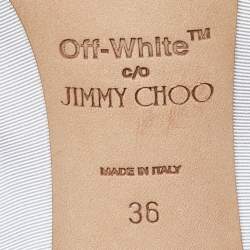 Off-White™
c/o
JIMMY CHOO
MADE IN ITALY
36